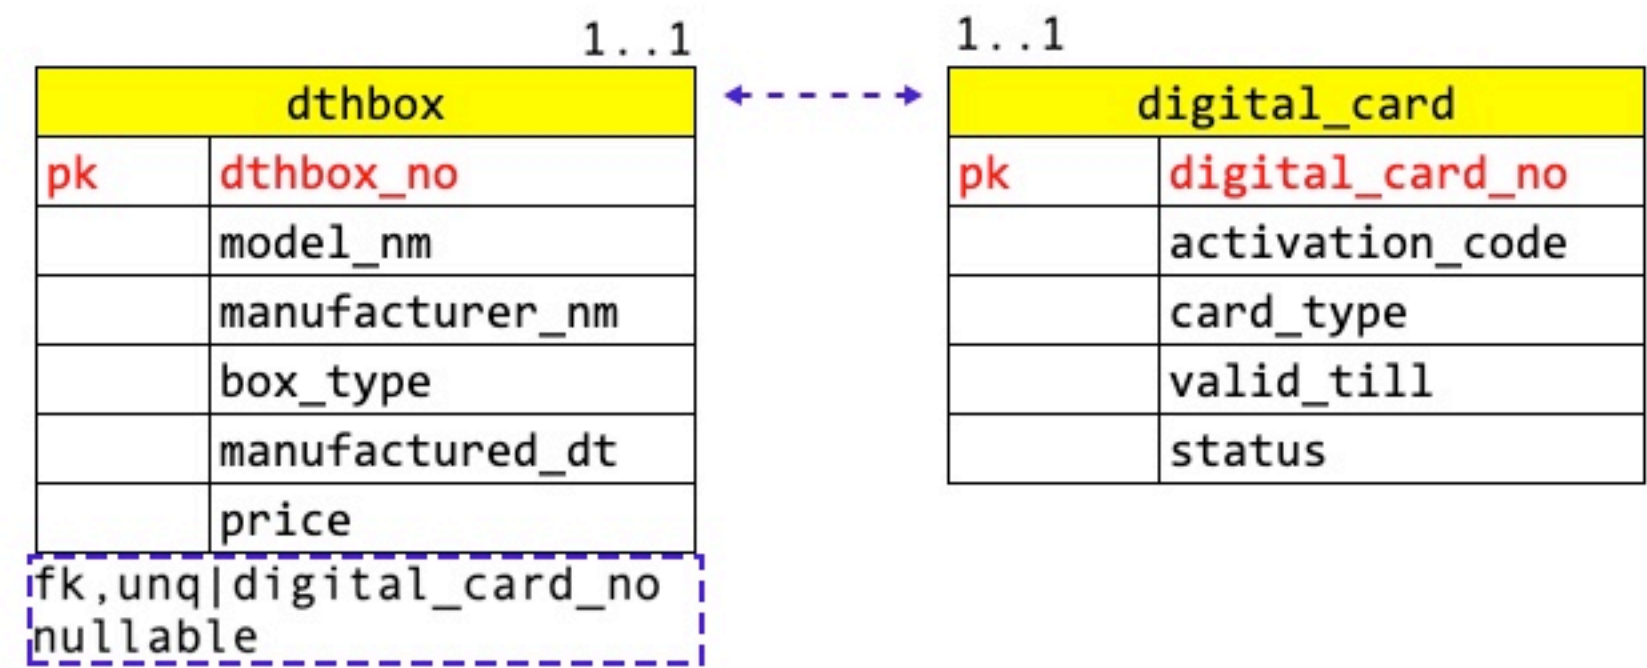 1..1
dthbox
pk dthbox_no
model_nm
manufacturer_nm
box_type
manufactured_dt
price
fk,unq|digital_card_no
nullable
1..1
digital_card
pk digital_card_no
activation_code
card_type
valid_till
status